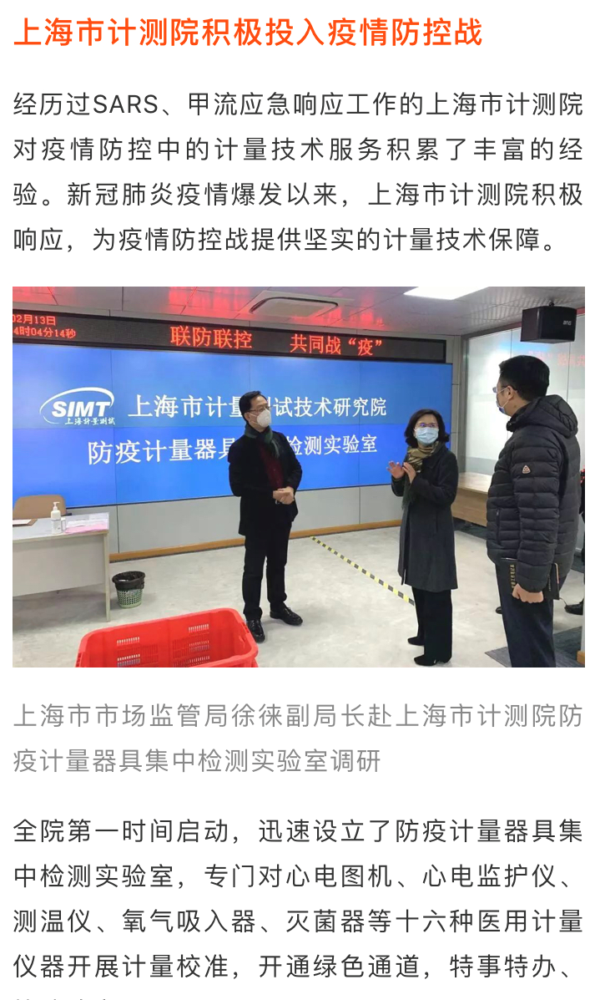 上海市计测院积极投入疫情防控战
经历过SARS、甲流应急响应工作的上海市计测院
对疫情防控中的计量技术服务积累了丰富的经
验。新冠肺炎疫情爆发以来，上海市计测院积极
响应，为疫情防控战提供坚实的计量技术保障。
02月13日
4时04分14秒
联防联控 共同战“疫”
SIMT
上海计量测试
上海市计量测试技术研究院
防疫计量器具 检测实验室
上海市市场监管局徐徕副局长赴上海市计测院防
疫计量器具集中检测实验室调研
全院第一时间启动，迅速设立了防疫计量器具集
中检测实验室，专门对心电图机、心电监护仪、
测温仪、氧气吸入器、灭菌器等十六种医用计量
仪器开展计量校准，开通绿色通道，特事特办、